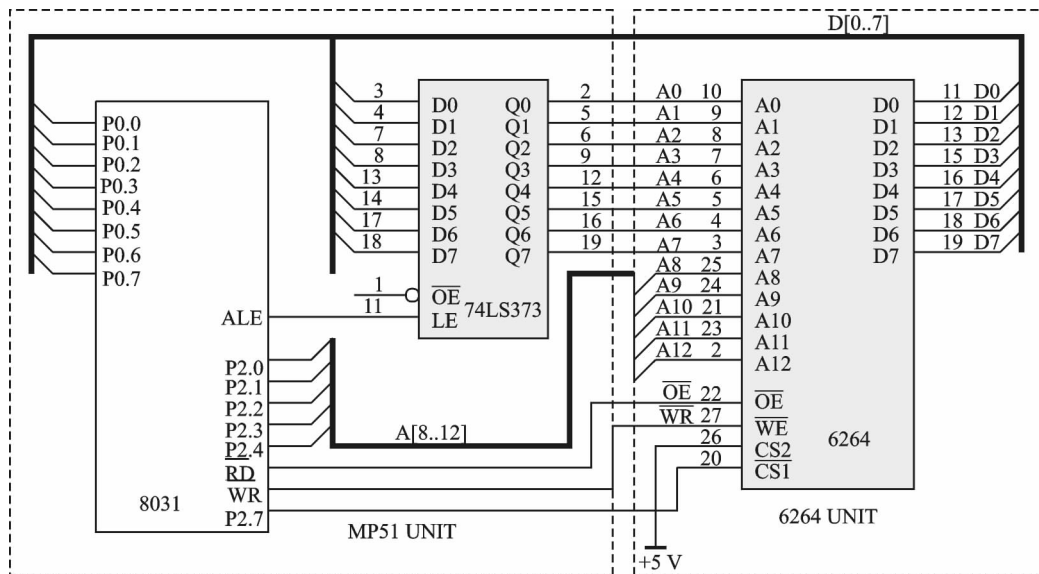 D[0..7]
3 D0 Q0 2 A0 10 A0 D0 11 D0
P0.0 4 D1 Q1 5 A1 9 A1 D1 12 D1
P0.1 7 D2 Q2 6 A2 8 A2 D2 13 D2
P0.2 8 D3 Q3 9 A3 7 A3 D3 15 D3
P0.3 13 D4 Q4 12 A4 6 A4 D4 16 D4
P0.4 14 D5 Q5 15 A5 5 A5 D5 17 D5
P0.5 17 D6 Q6 16 A6 4 A6 D6 18 D6
P0.6 18 D7 Q7 19 A7 3 A7 D7 19 D7
P0.7 A8 25 A8
1 OE 74LS373 A9 24 A9
ALE 11 LE A10 21 A10
A11 23 A11
P2.0 A12 2 A12
P2.1
P2.2 OE 22 OE
P2.3 A[8..12] WR 27 WE 6264
P2.4 26 CS2
RD 20 CS1
8031 WR
P2.7 MP51 UNIT 6264 UNIT
+5 V